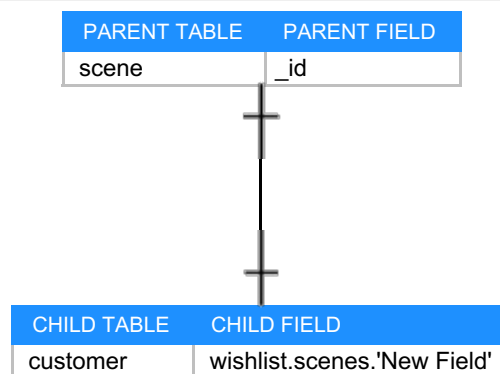 PARENT TABLE PARENT FIELD
scene _id
CHILD TABLE CHILD FIELD
customer wishlist.scenes.'New Field'